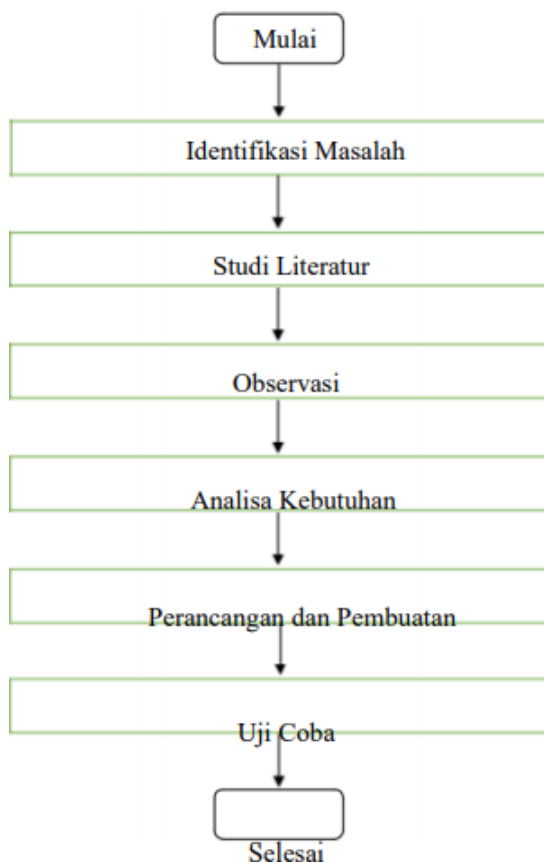 Mulai
Identifikasi Masalah
Studi Literatur
Observasi
Analisa Kebutuhan
Perancangan dan Pembuatan
Uji Coba
Selesai